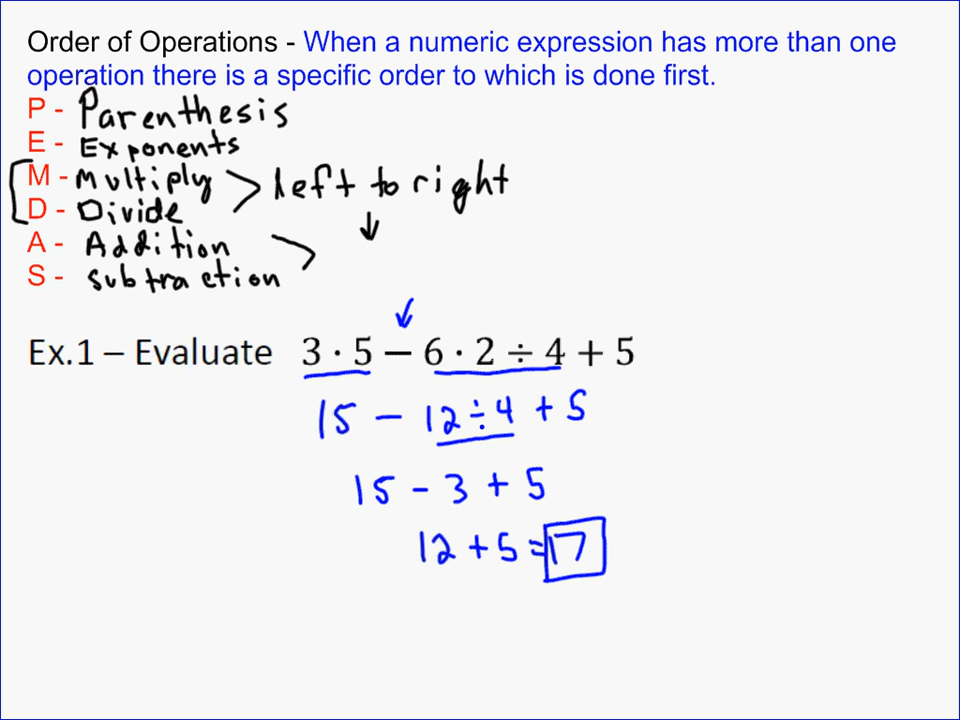 Order of Operations - When a numeric expression has more than one
operation there is a specific order to which is done first.
P - Parenthesis
E - Exponents
M - Multiply > left to right
D - Divide
A - Addition >
S - Subtraction
Ex.1 – Evaluate 3 · 5 − 6 · 2 ÷ 4 + 5
15 − 12 ÷ 4 + 5
15 − 3 + 5
12 + 5 = 17